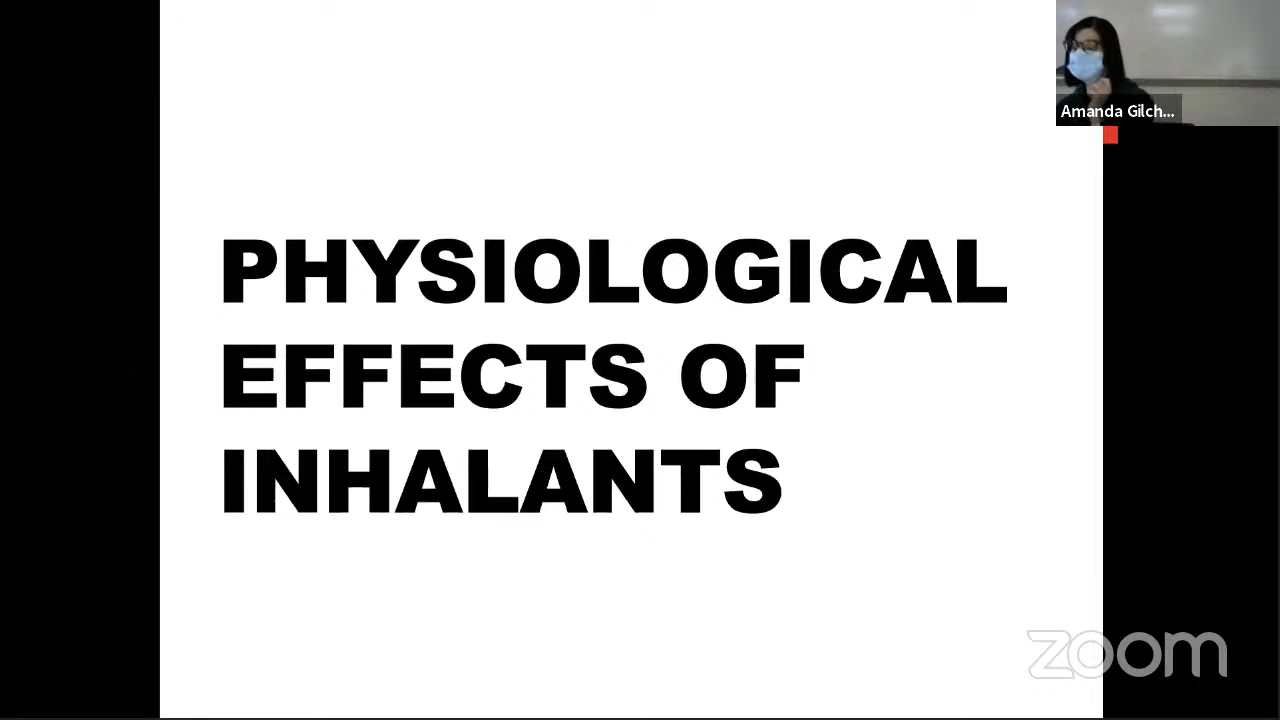 Amanda Gilch...
PHYSIOLOGICAL
EFFECTS OF
INHALANTS
zoom